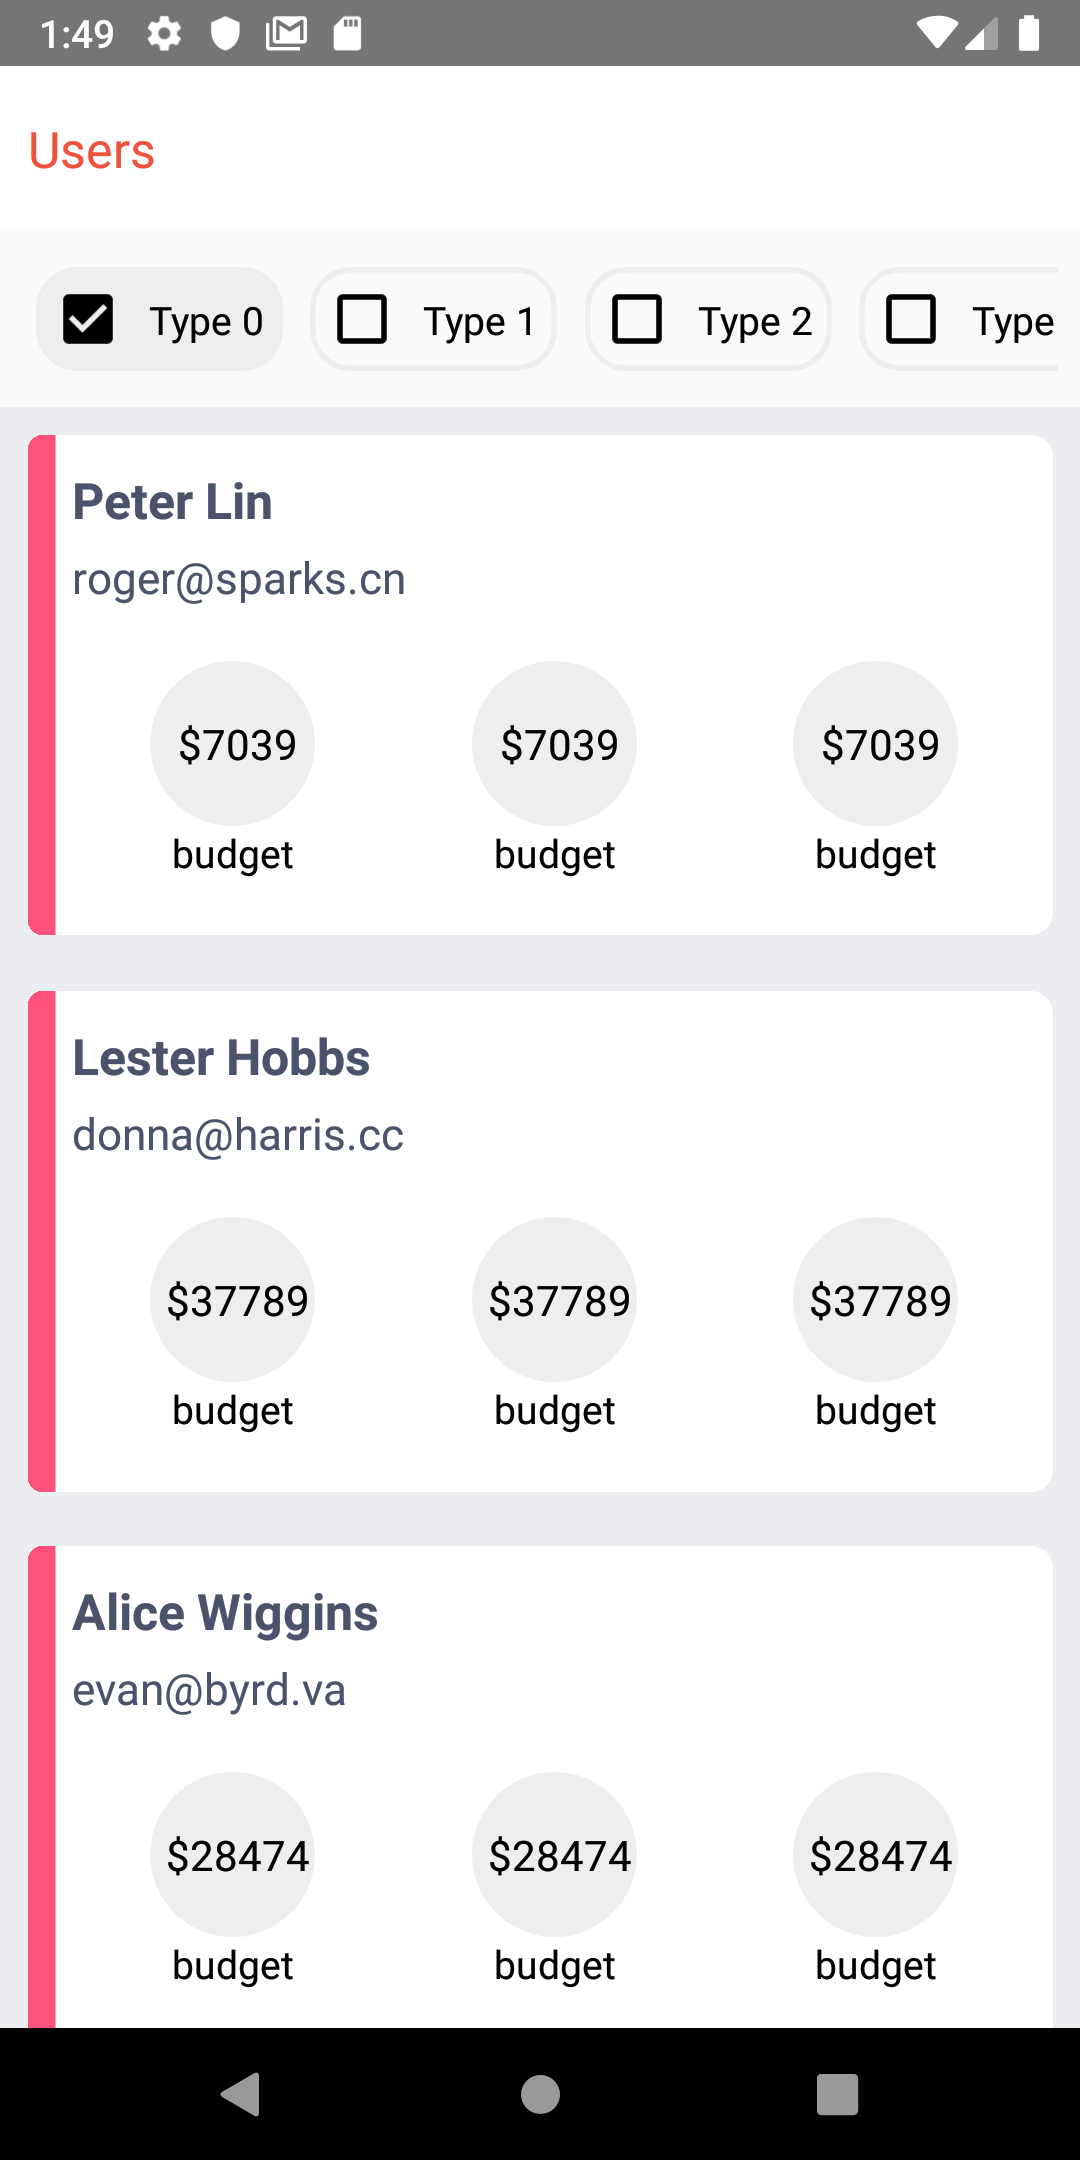 1:49
Users
Type 0 Type 1 Type 2 Type
Peter Lin
roger@sparks.cn
$7039 $7039 $7039
budget budget budget
Lester Hobbs
donna@harris.cc
$37789 $37789 $37789
budget budget budget
Alice Wiggins
evan@byrd.va
$28474 $28474 $28474
budget budget budget